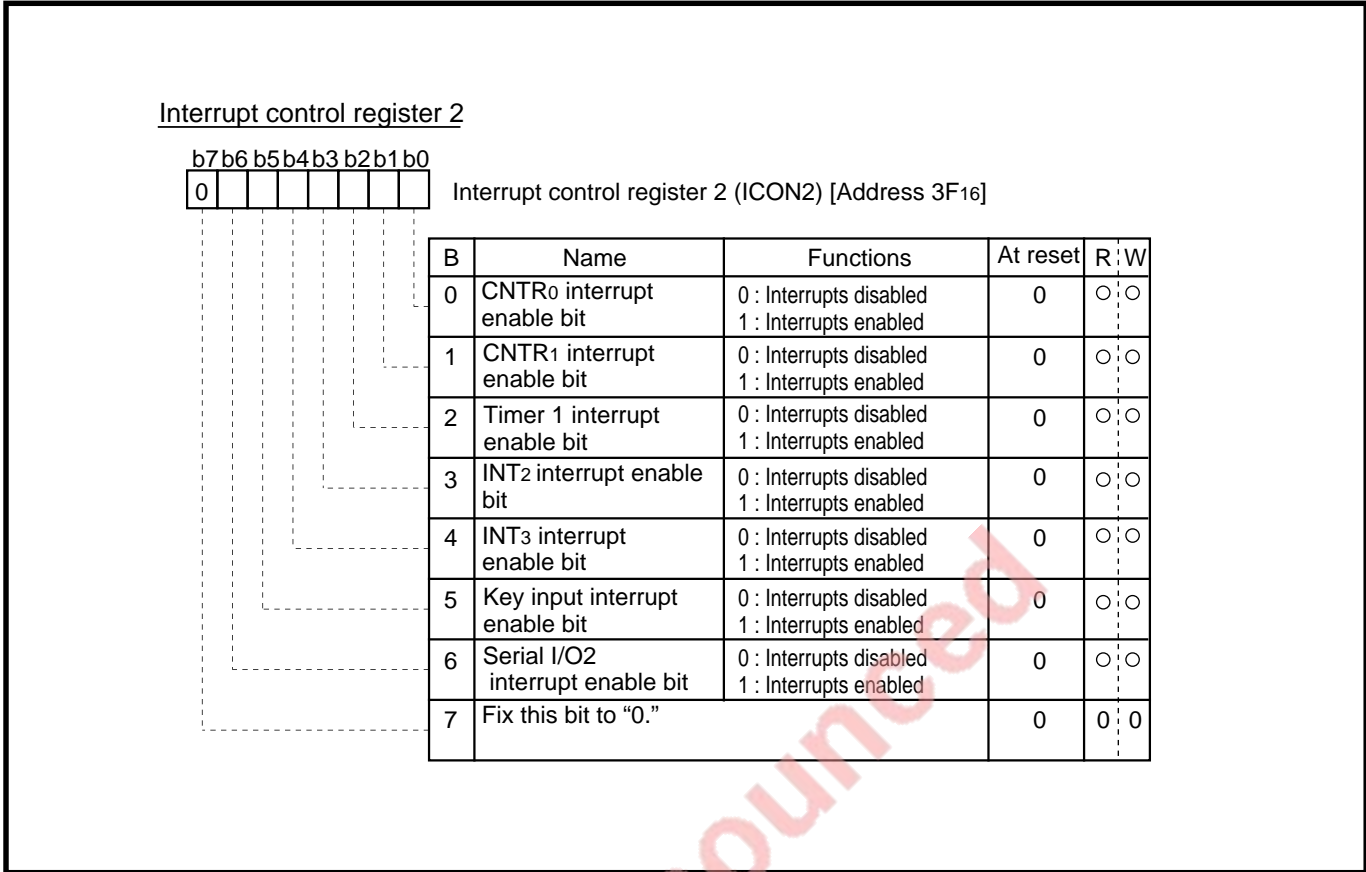 Interrupt control register 2
b7 b6 b5 b4 b3 b2 b1 b0
0
Interrupt control register 2 (ICON2) [Address 3F16]
B Name Functions At reset R W
0 CNTR0 interrupt enable bit 0 : Interrupts disabled 0 ○ ○
1 : Interrupts enabled
1 CNTR1 interrupt enable bit 0 : Interrupts disabled 0 ○ ○
1 : Interrupts enabled
2 Timer 1 interrupt enable bit 0 : Interrupts disabled 0 ○ ○
1 : Interrupts enabled
3 INT2 interrupt enable bit 0 : Interrupts disabled 0 ○ ○
1 : Interrupts enabled
4 INT3 interrupt enable bit 0 : Interrupts disabled 0 ○ ○
1 : Interrupts enabled
5 Key input interrupt enable bit 0 : Interrupts disabled 0 ○ ○
1 : Interrupts enabled
6 Serial I/O2 interrupt enable bit 0 : Interrupts disabled 0 ○ ○
1 : Interrupts enabled
7 Fix this bit to “0.” 0 0 0